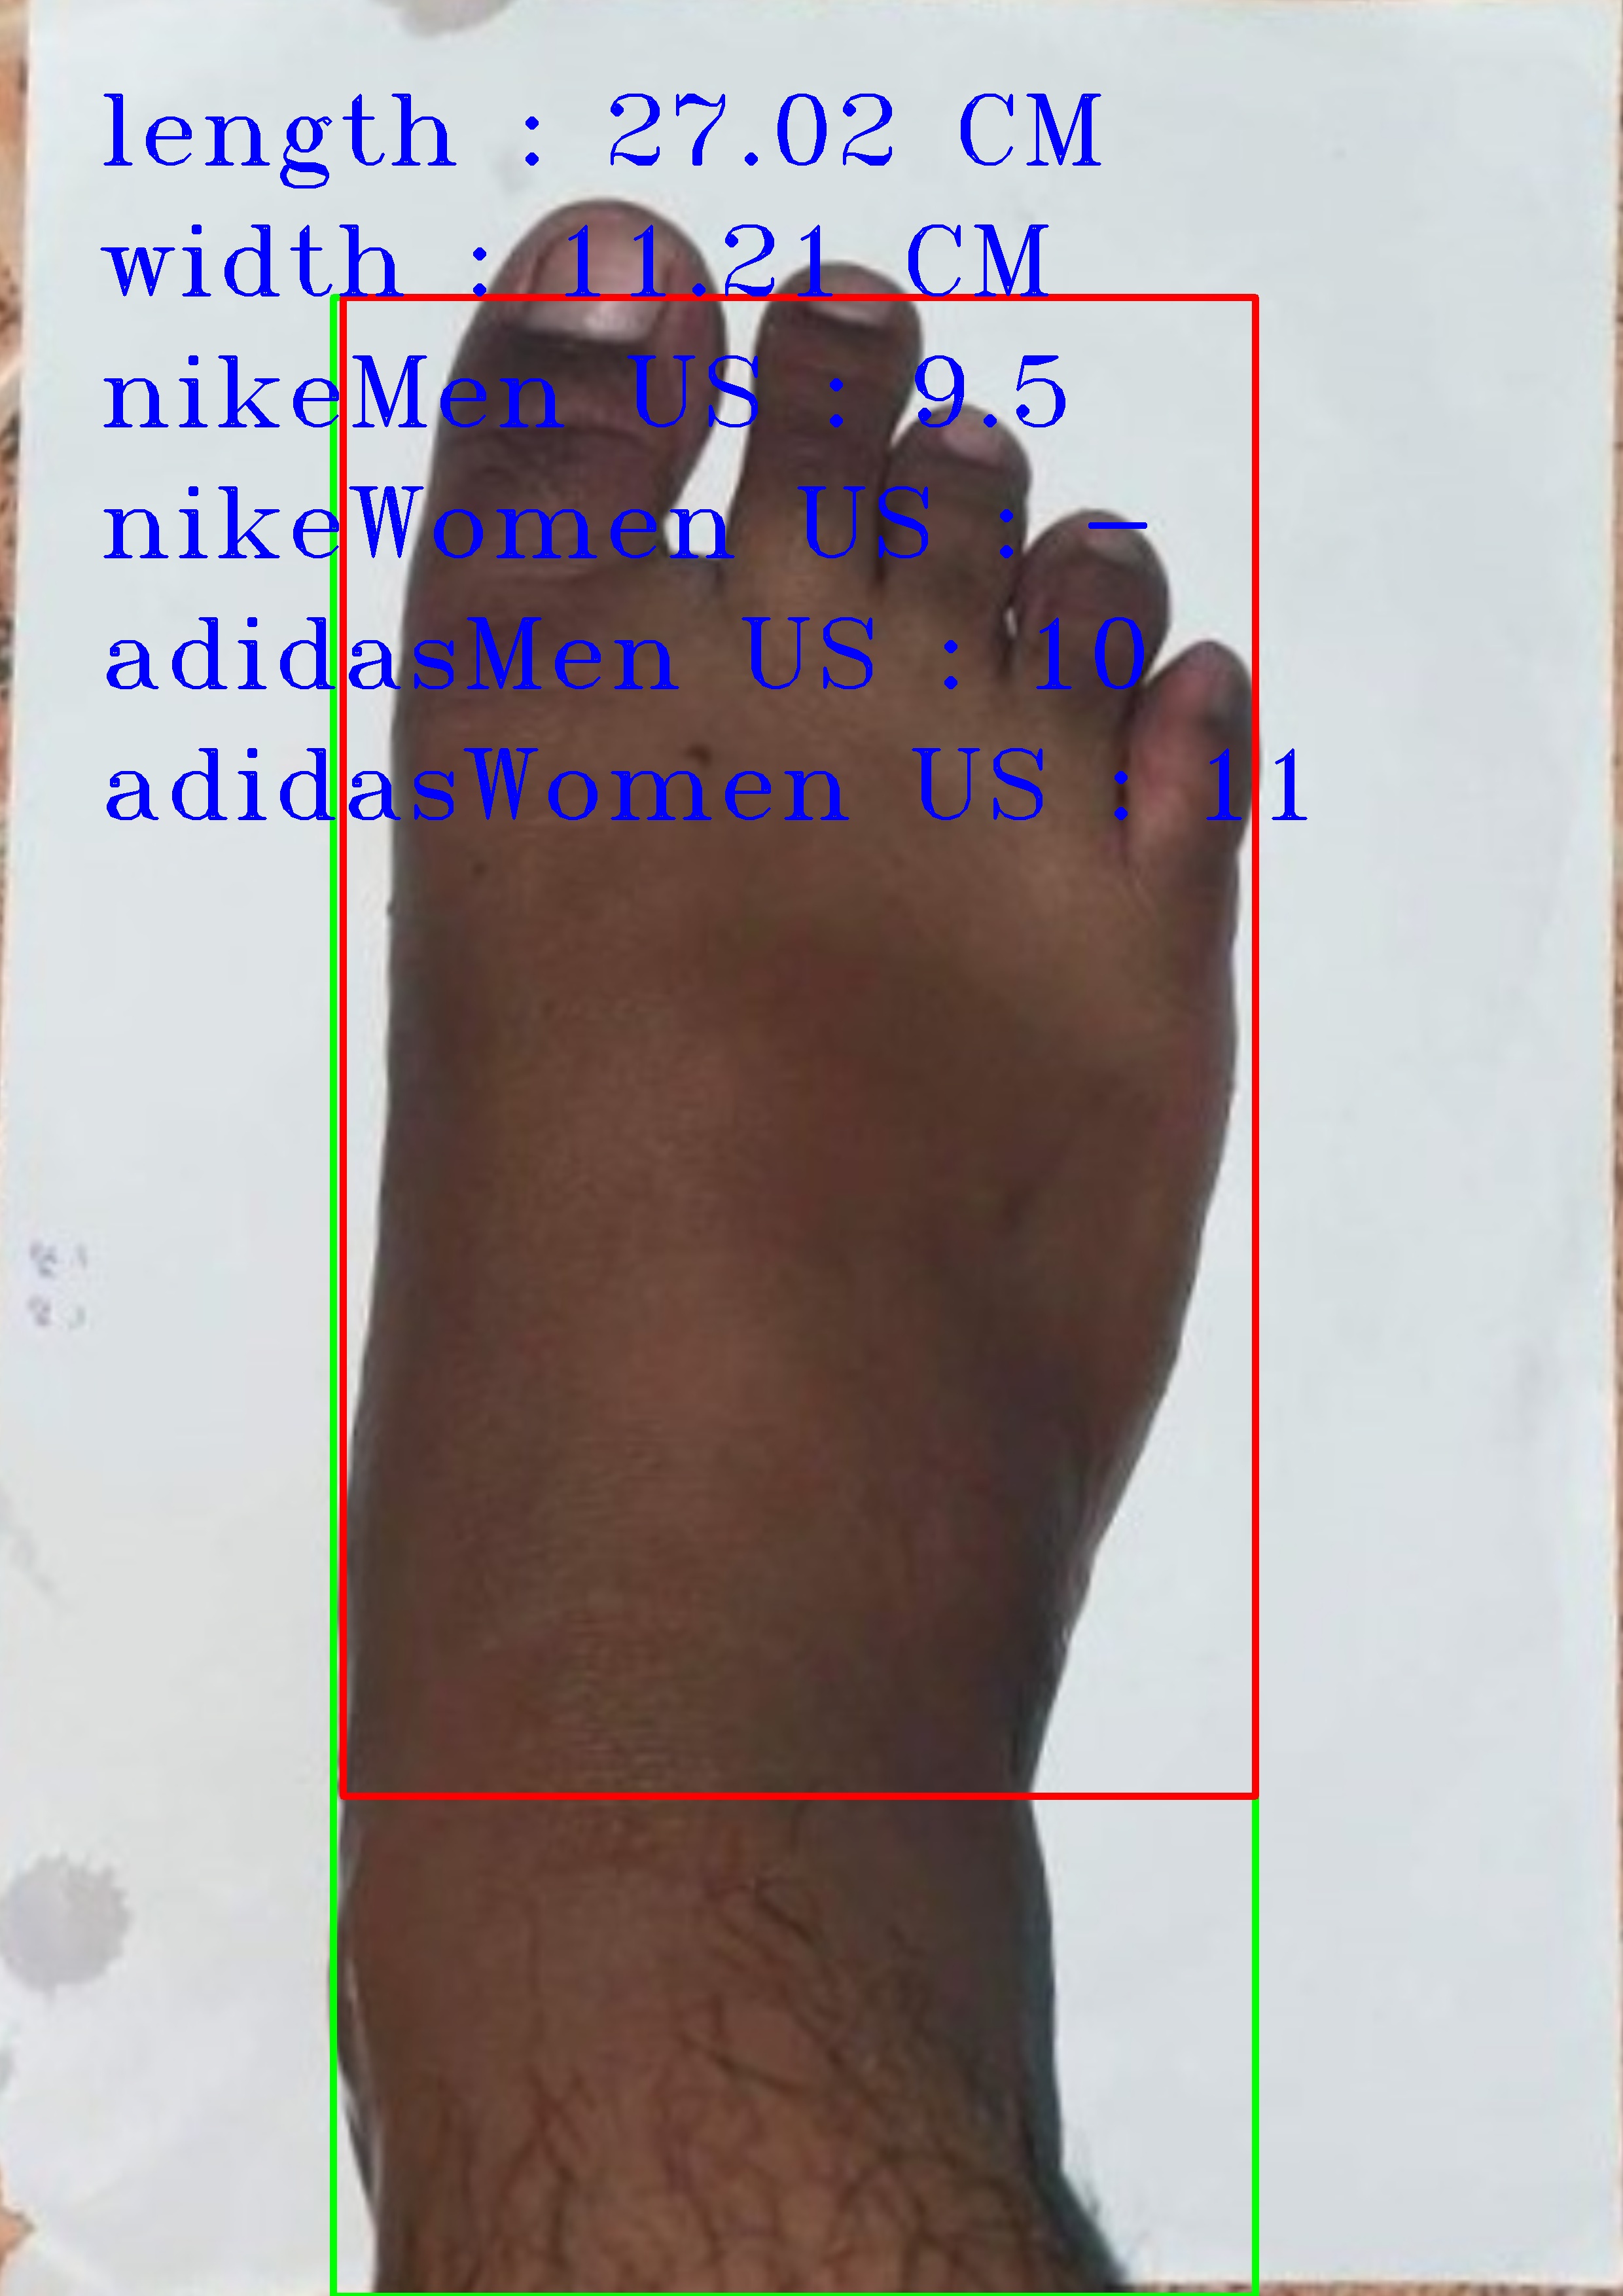 length : 27.02 CM
width : 11.21 CM
nikeMen US : 9.5
nikeWomen US : -
adidasMen US : 10
adidasWomen US : 11